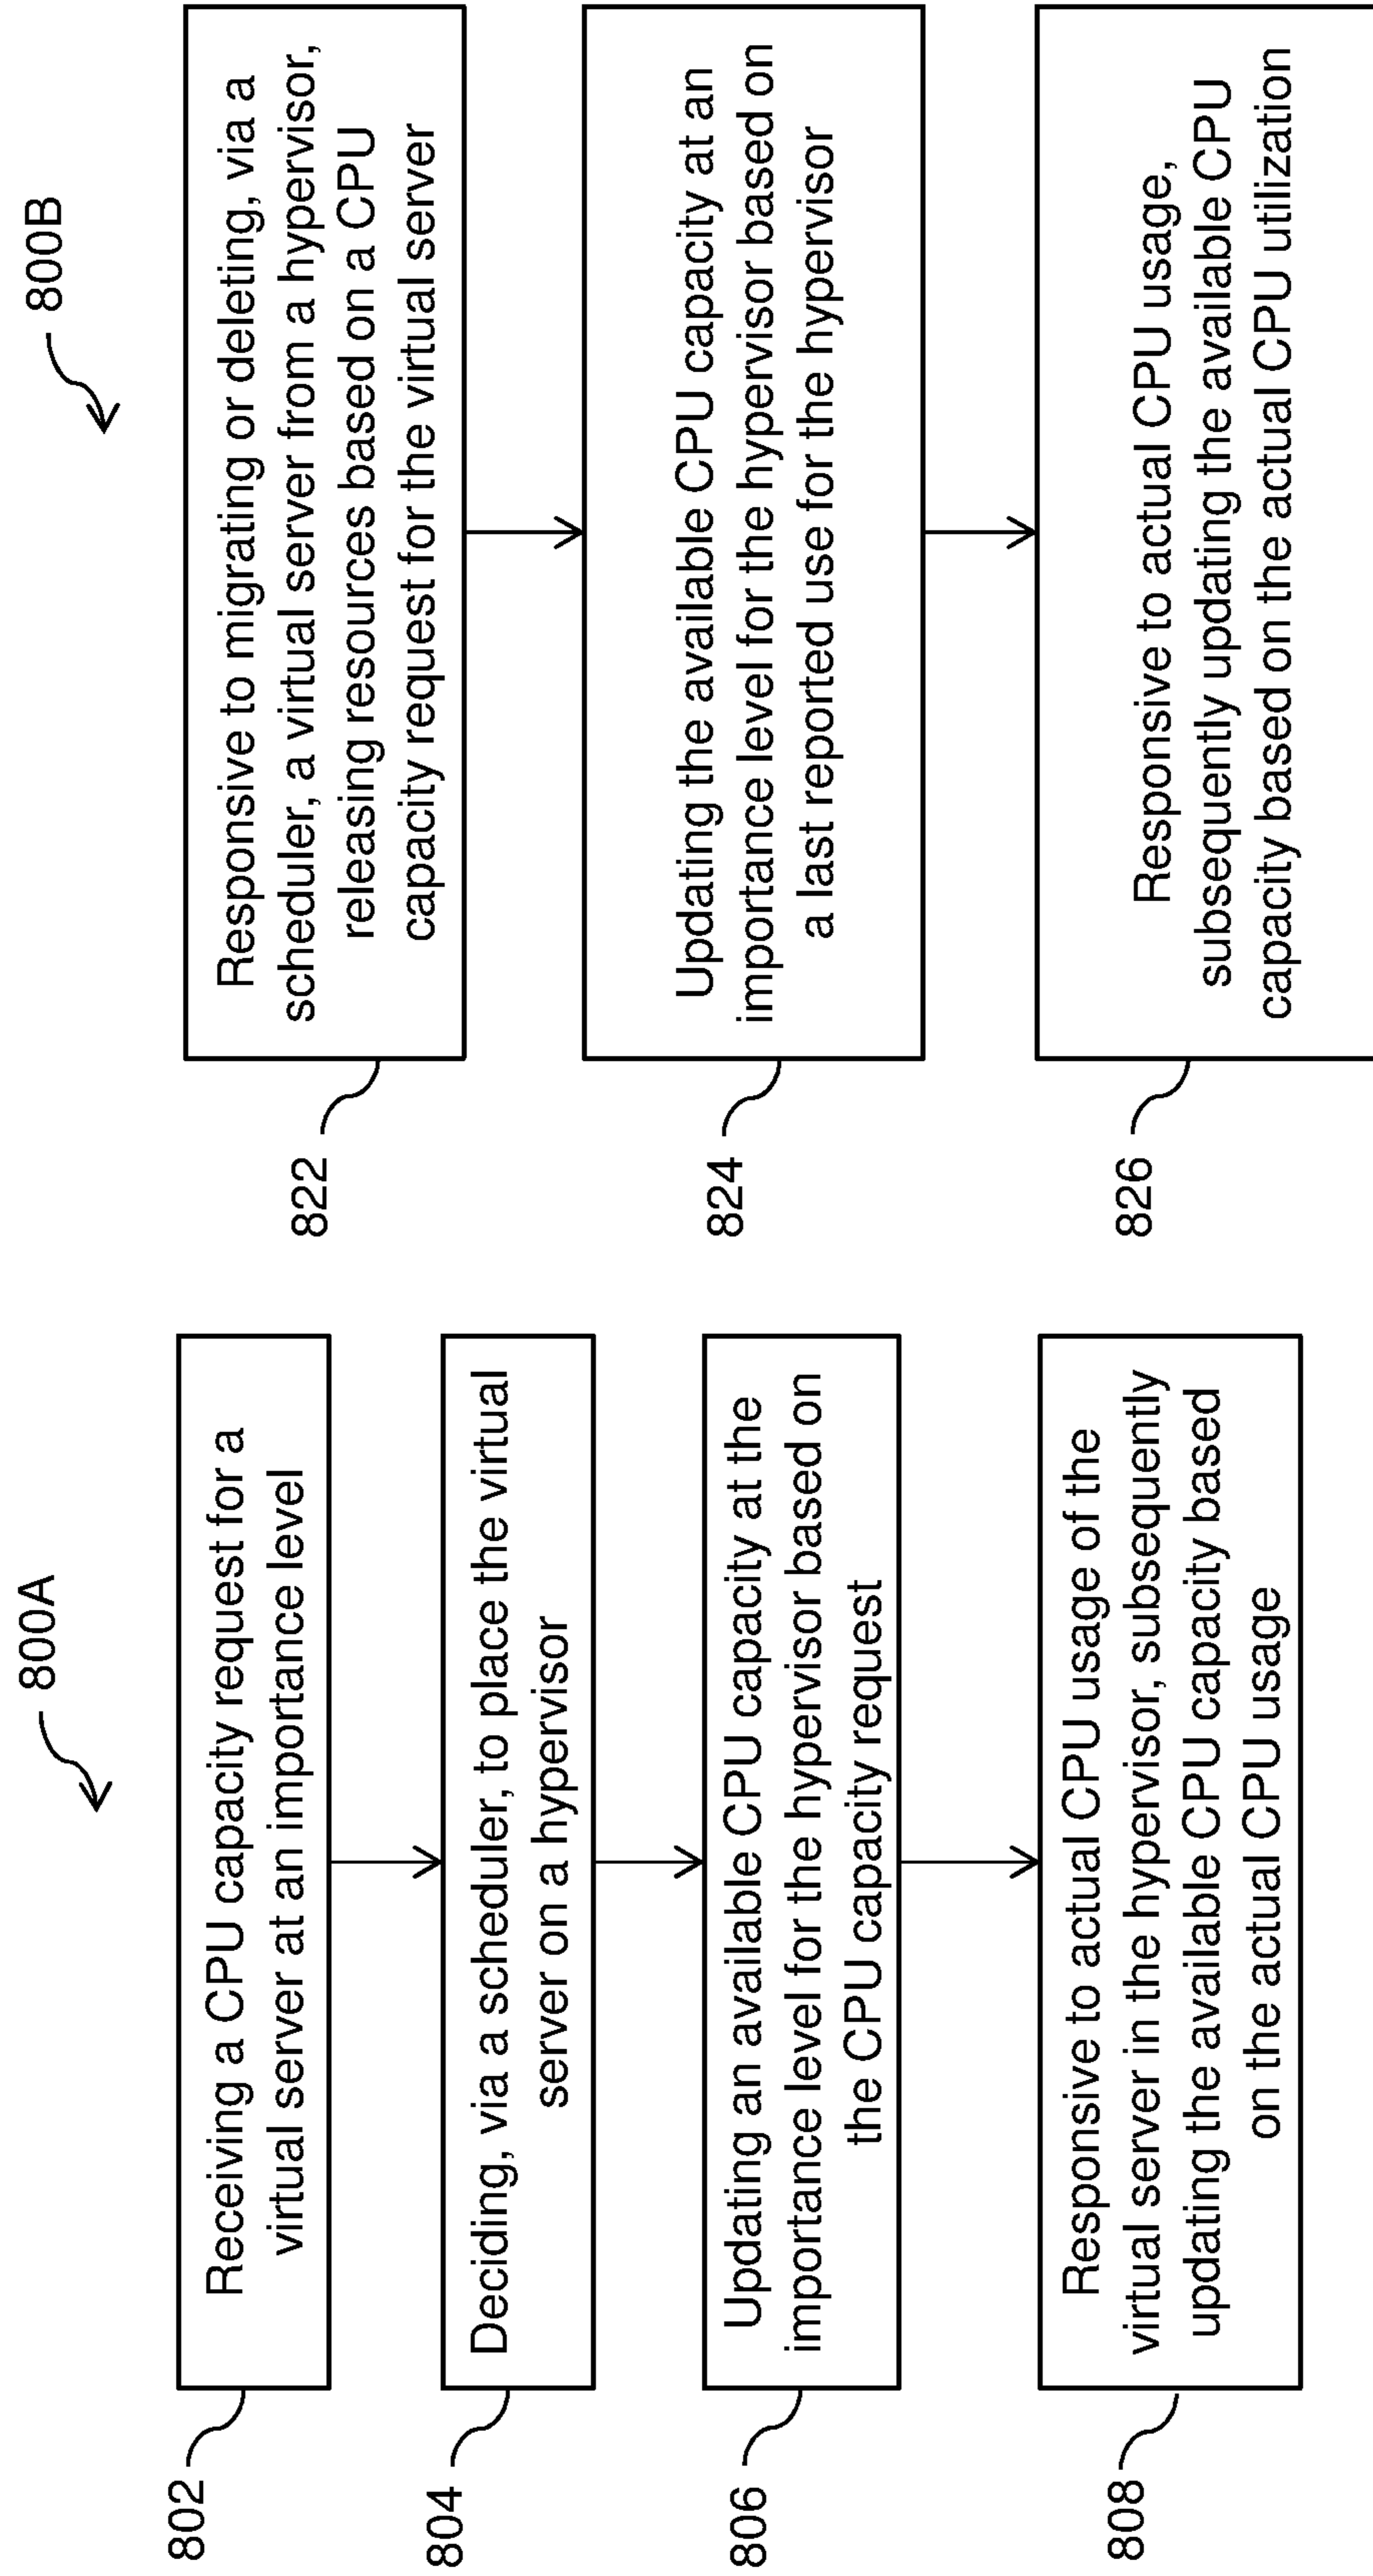 800A
802
Receiving a CPU capacity request for a
virtual server at an importance level
804
Deciding, via a scheduler, to place the virtual
server on a hypervisor
806
Updating an available CPU capacity at the
importance level for the hypervisor based on
the CPU capacity request
808
Responsive to actual CPU usage of the
virtual server in the hypervisor, subsequently
updating the available CPU capacity based
on the actual CPU usage
800B
822
Responsive to migrating or deleting, via a
scheduler, a virtual server from a hypervisor,
releasing resources based on a CPU
capacity request for the virtual server
824
Updating the available CPU capacity at an
importance level for the hypervisor based on
a last reported use for the hypervisor
826
Responsive to actual CPU usage,
subsequently updating the available CPU
capacity based on the actual CPU utilization